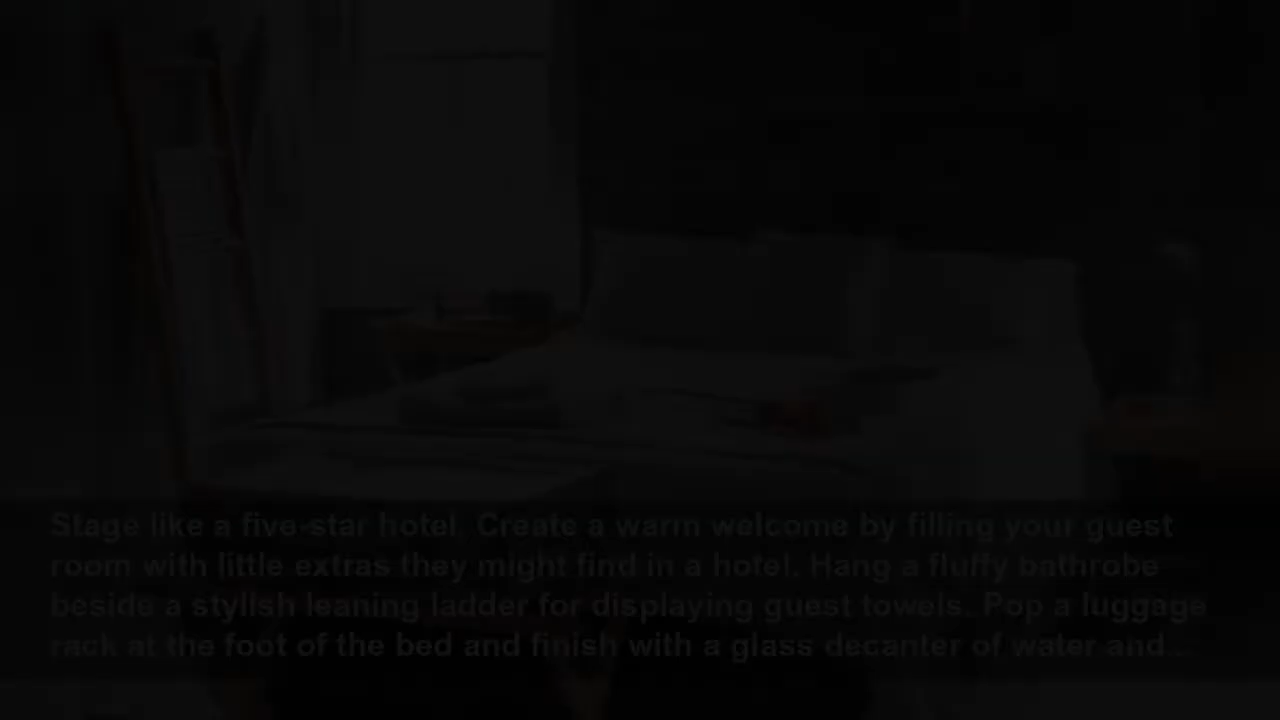 Stage like a five-star hotel. Create a warm welcome by filling your guest
room with little extras they might find in a hotel. Hang a fluffy bathrobe
beside a stylish leaning ladder for displaying guest towels. Pop a luggage
rack at the foot of the bed and finish with a glass decanter of water and...